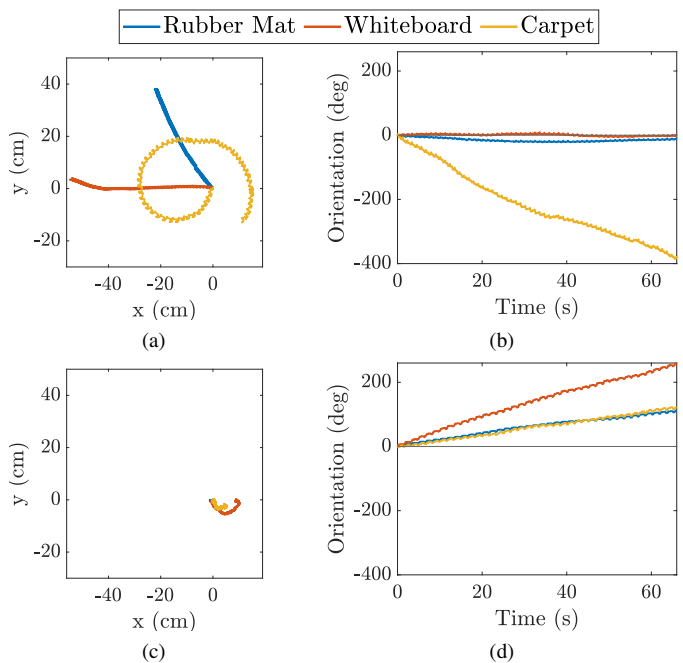 Rubber Mat Whiteboard Carpet
40
20
0
-20
y (cm)
-40 -20 0
x (cm)
(a)
200
0
-200
-400
Orientation (deg)
0 20 40 60
Time (s)
(b)
40
20
0
-20
y (cm)
-40 -20 0
x (cm)
(c)
200
0
-200
-400
Orientation (deg)
0 20 40 60
Time (s)
(d)